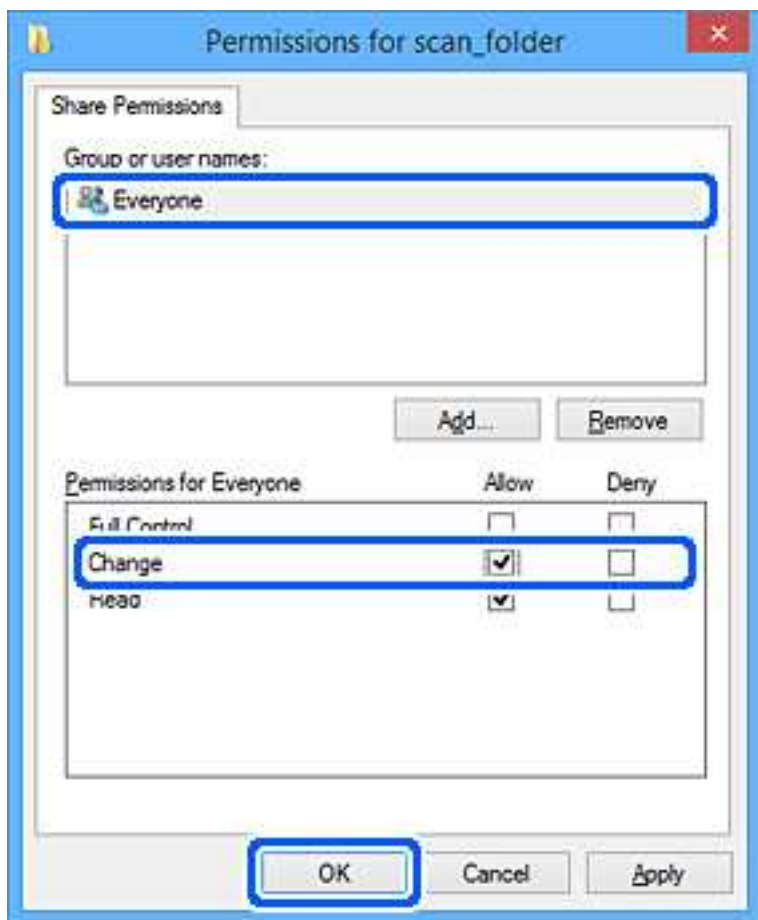 Permissions for scan_folder
Share Permissions
Group or user names:
Everyone
Add... Remove
Permissions for Everyone Allow Deny
Full Control
Change
Read
OK Cancel Apply